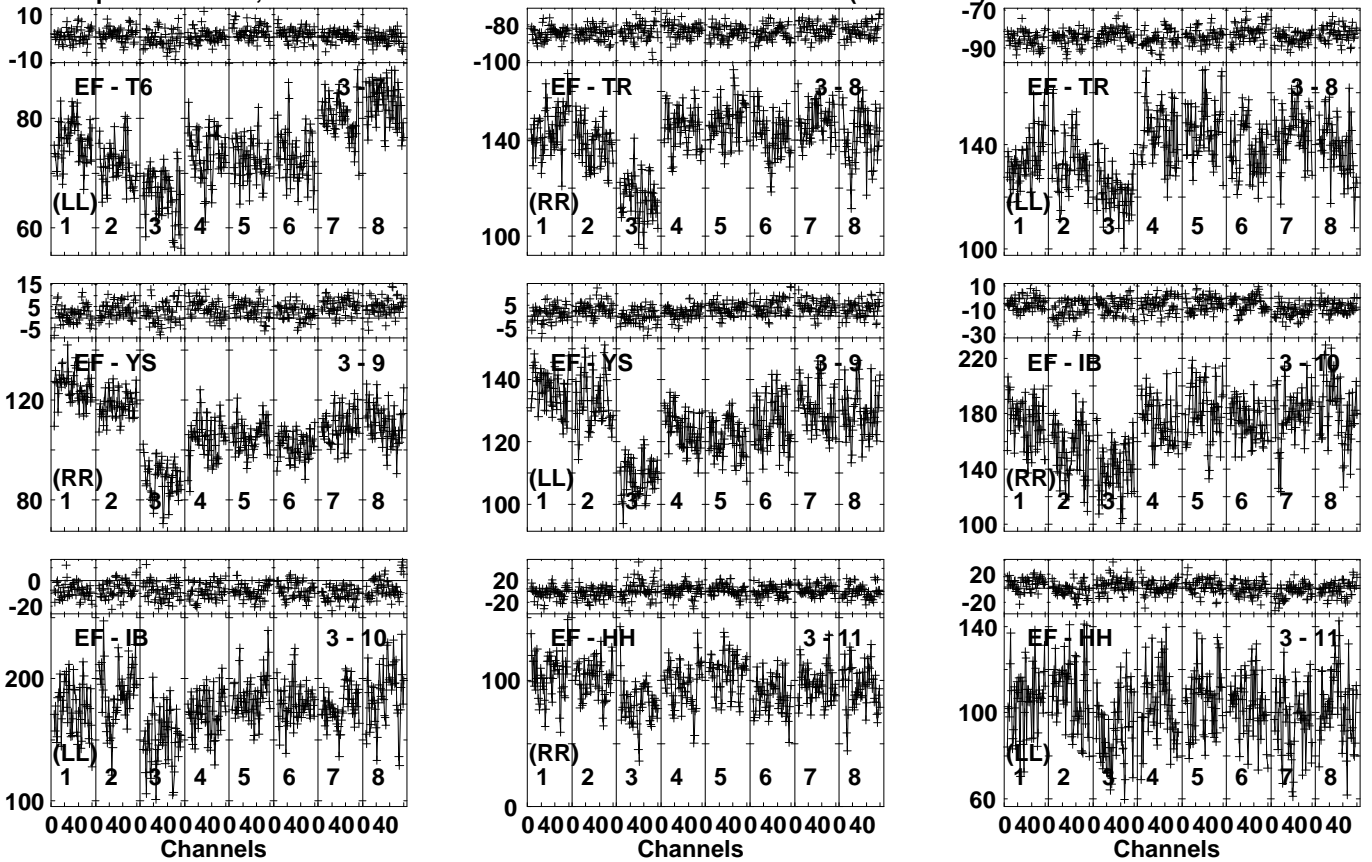 10 -80 -70
-10 -100 -90
EF - T6 3 - 7 EF - TR 3 - 8 EF - TR 3 - 8
80 140 140
(LL) (RR) (LL)
1 2 3 4 5 6 7 8 1 2 3 4 5 6 7 8 1 2 3 4 5 6 7 8
60 100 100
15 5 -5 5 -5 10 -10 -30
EF - YS 3 - 9 EF - YS 3 - 9 EF - IB 3 - 10
220
120 140 180
120 140
(RR) (LL) (RR)
1 2 3 4 5 6 7 8 1 2 3 4 5 6 7 8 1 2 3 4 5 6 7 8
80 100 100
0 -20 20 -20 20 -20
EF - IB 3 - 10 EF - HH 3 - 11 EF - HH 3 - 11
140
200 100 100
(LL) (RR) (LL)
1 2 3 4 5 6 7 8 1 2 3 4 5 6 7 8 1 2 3 4 5 6 7 8
100 0 60
0 40 0 40 0 40 0 40 0 40 0 40 0 40 0 40 0 40 0 40 0 40 0 40 0 40 0 40 0 40 0 40 0 40 0 40 0 40 0 40 0 40 0 40 0 40 0 40
Channels Channels Channels